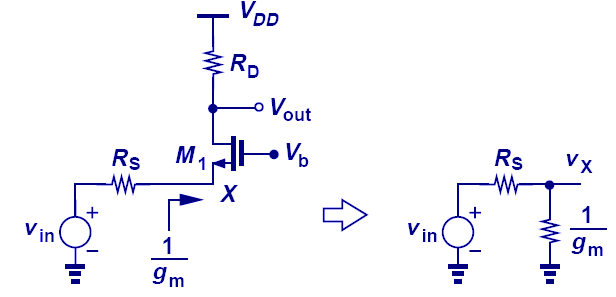 V_DD
R_D
V_out
M_1
V_b
R_S
X
v_in
+
−
1
g_m
R_S
v_X
v_in
+
−
1
g_m